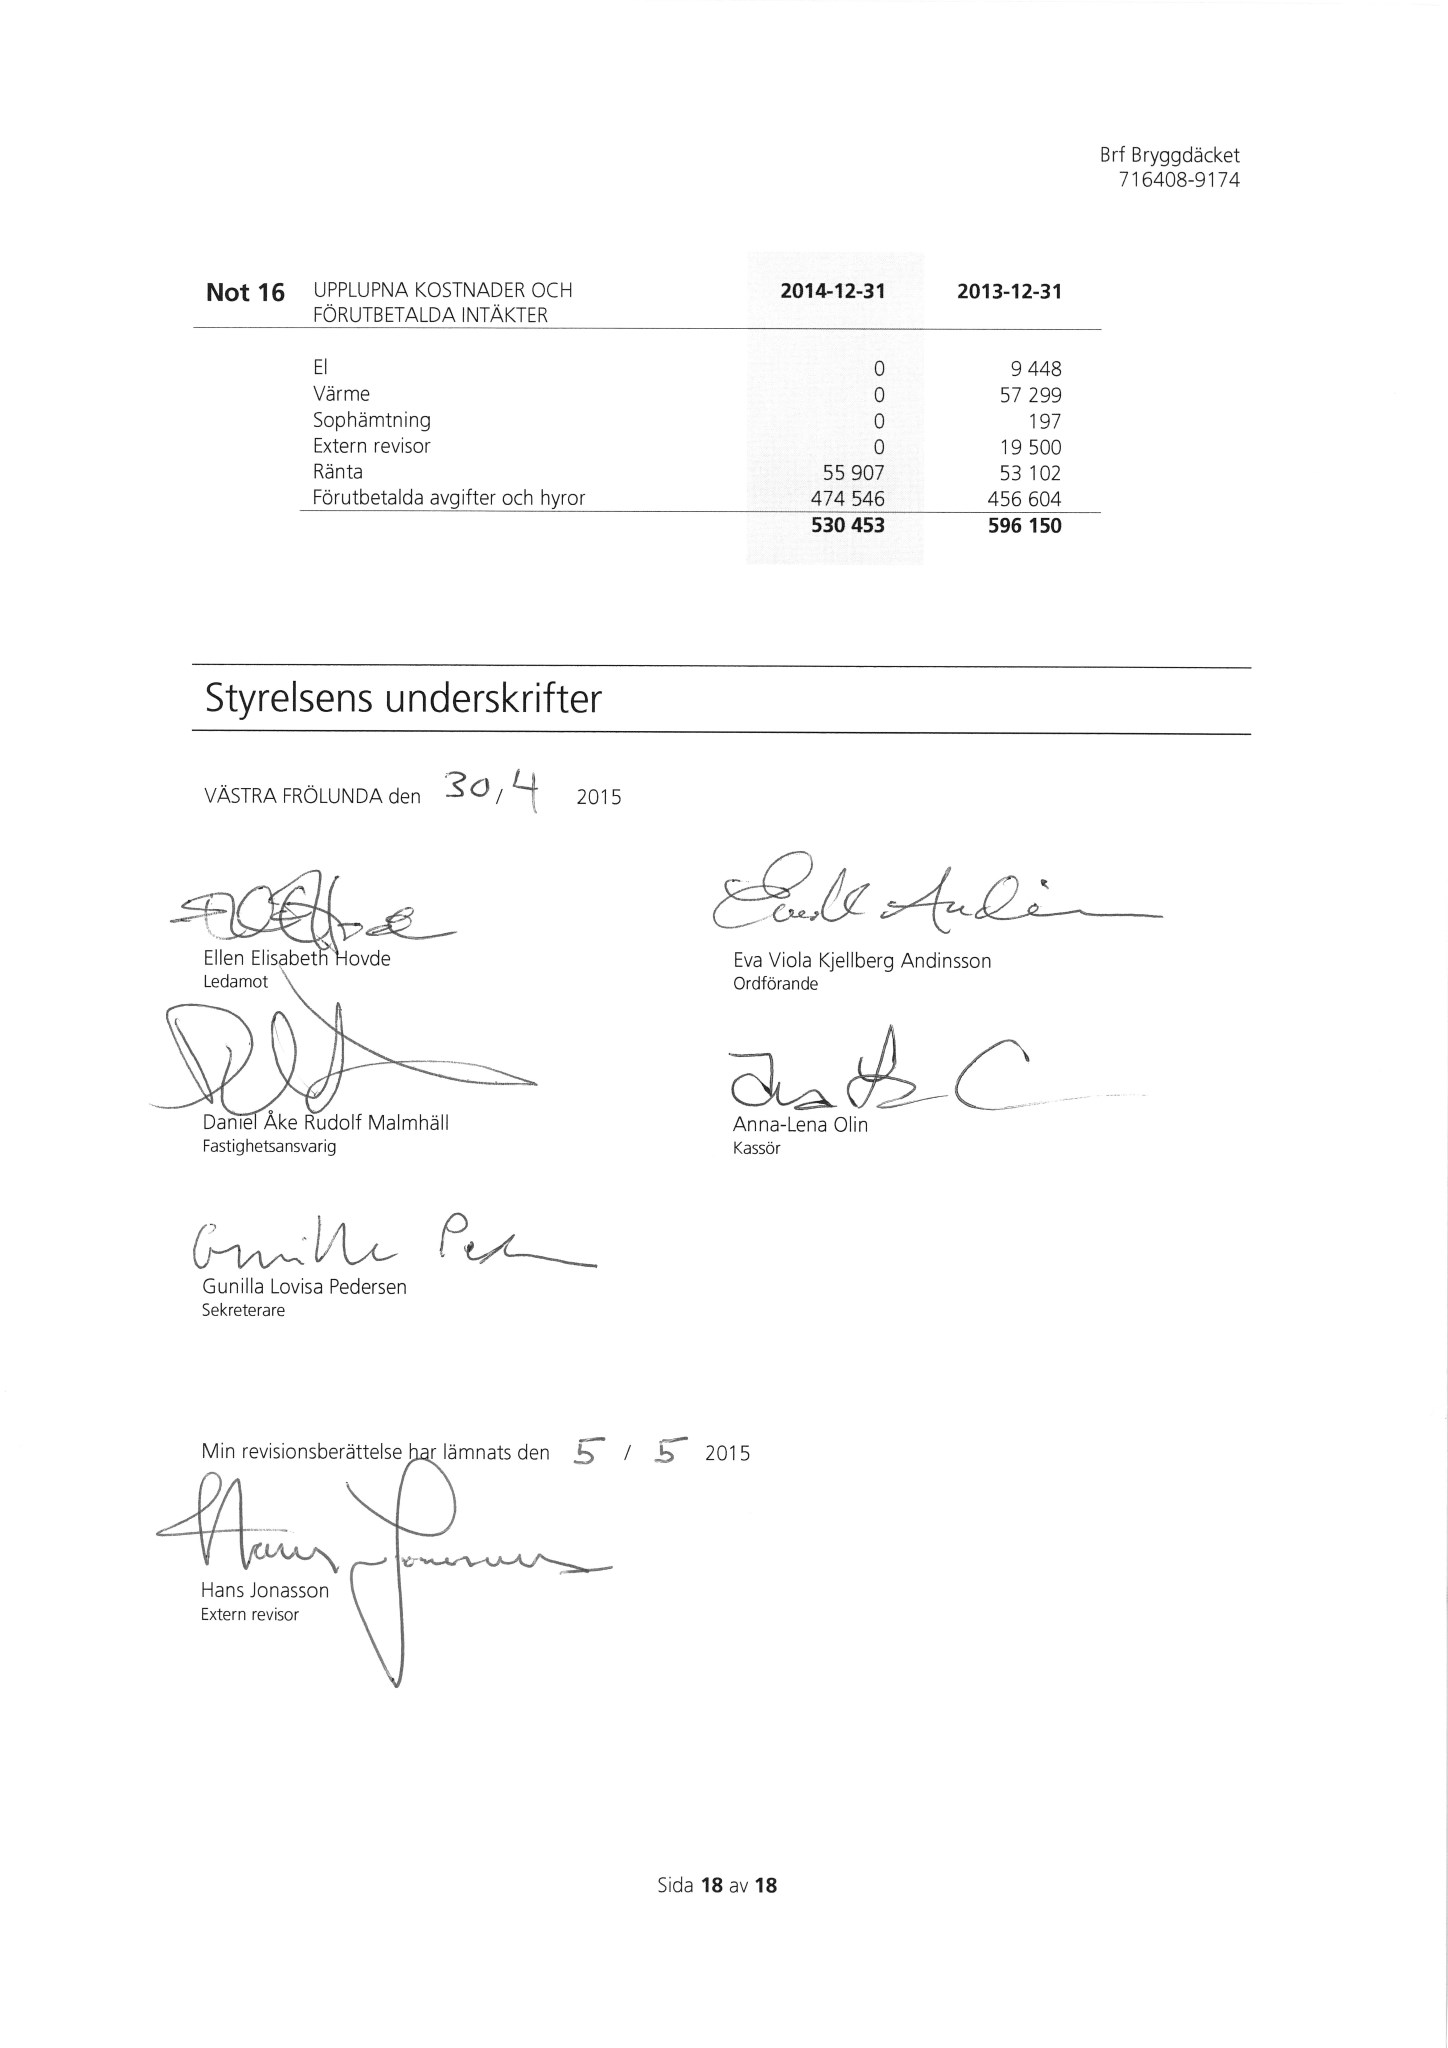 Brf Bryggdäcket
716408-9174
Not 16 UPPLUPNA KOSTNADER OCH FÖRUTBETALDA INTÄKTER 2014-12-31 2013-12-31
El 0 9 448
Värme 0 57 299
Sophämtning 0 197
Extern revisor 0 19 500
Ränta 55 907 53 102
Förutbetalda avgifter och hyror 474 546 456 604
530 453 596 150
Styrelsens underskrifter
VÄSTRA FRÖLUNDA den 30/4 2015
Ellen Elisabeth Hovde
Ledamot
Eva Viola Kjellberg Andinsson
Ordförande
Daniel Åke Rudolf Malmhäll
Fastighetsansvarig
Anna-Lena Olin
Kassör
Gunilla Lovisa Pedersen
Sekreterare
Min revisionsberättelse har lämnats den 5 / 5 2015
Hans Jonasson
Hans Jonasson
Extern revisor
Sida 18 av 18